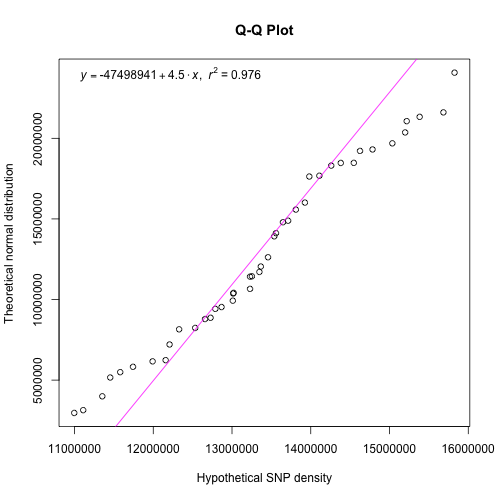 Q-Q Plot
y = -47498941 + 4.5 · x, r² = 0.976
Theoretical normal distribution
20000000
15000000
10000000
5000000
11000000 12000000 13000000 14000000 15000000 16000000
Hypothetical SNP density